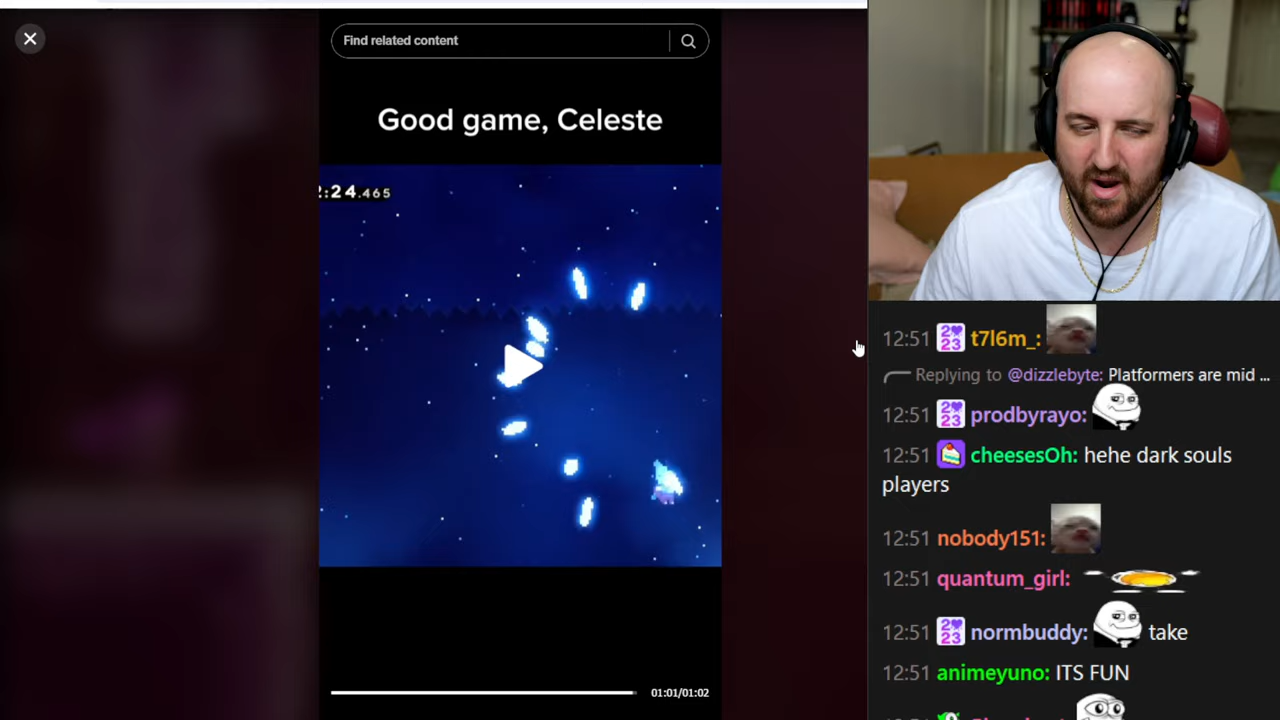 Find related content
Good game, Celeste
:24.465
01:01/01:02
12:51 t7l6m_:
Replying to @dizzlebyte: Platformers are mid ...
12:51 prodbyrayo:
12:51 cheesesOh: hehe dark souls
players
12:51 nobody151:
12:51 quantum_girl:
12:51 normbuddy: take
12:51 animeyuno: ITS FUN